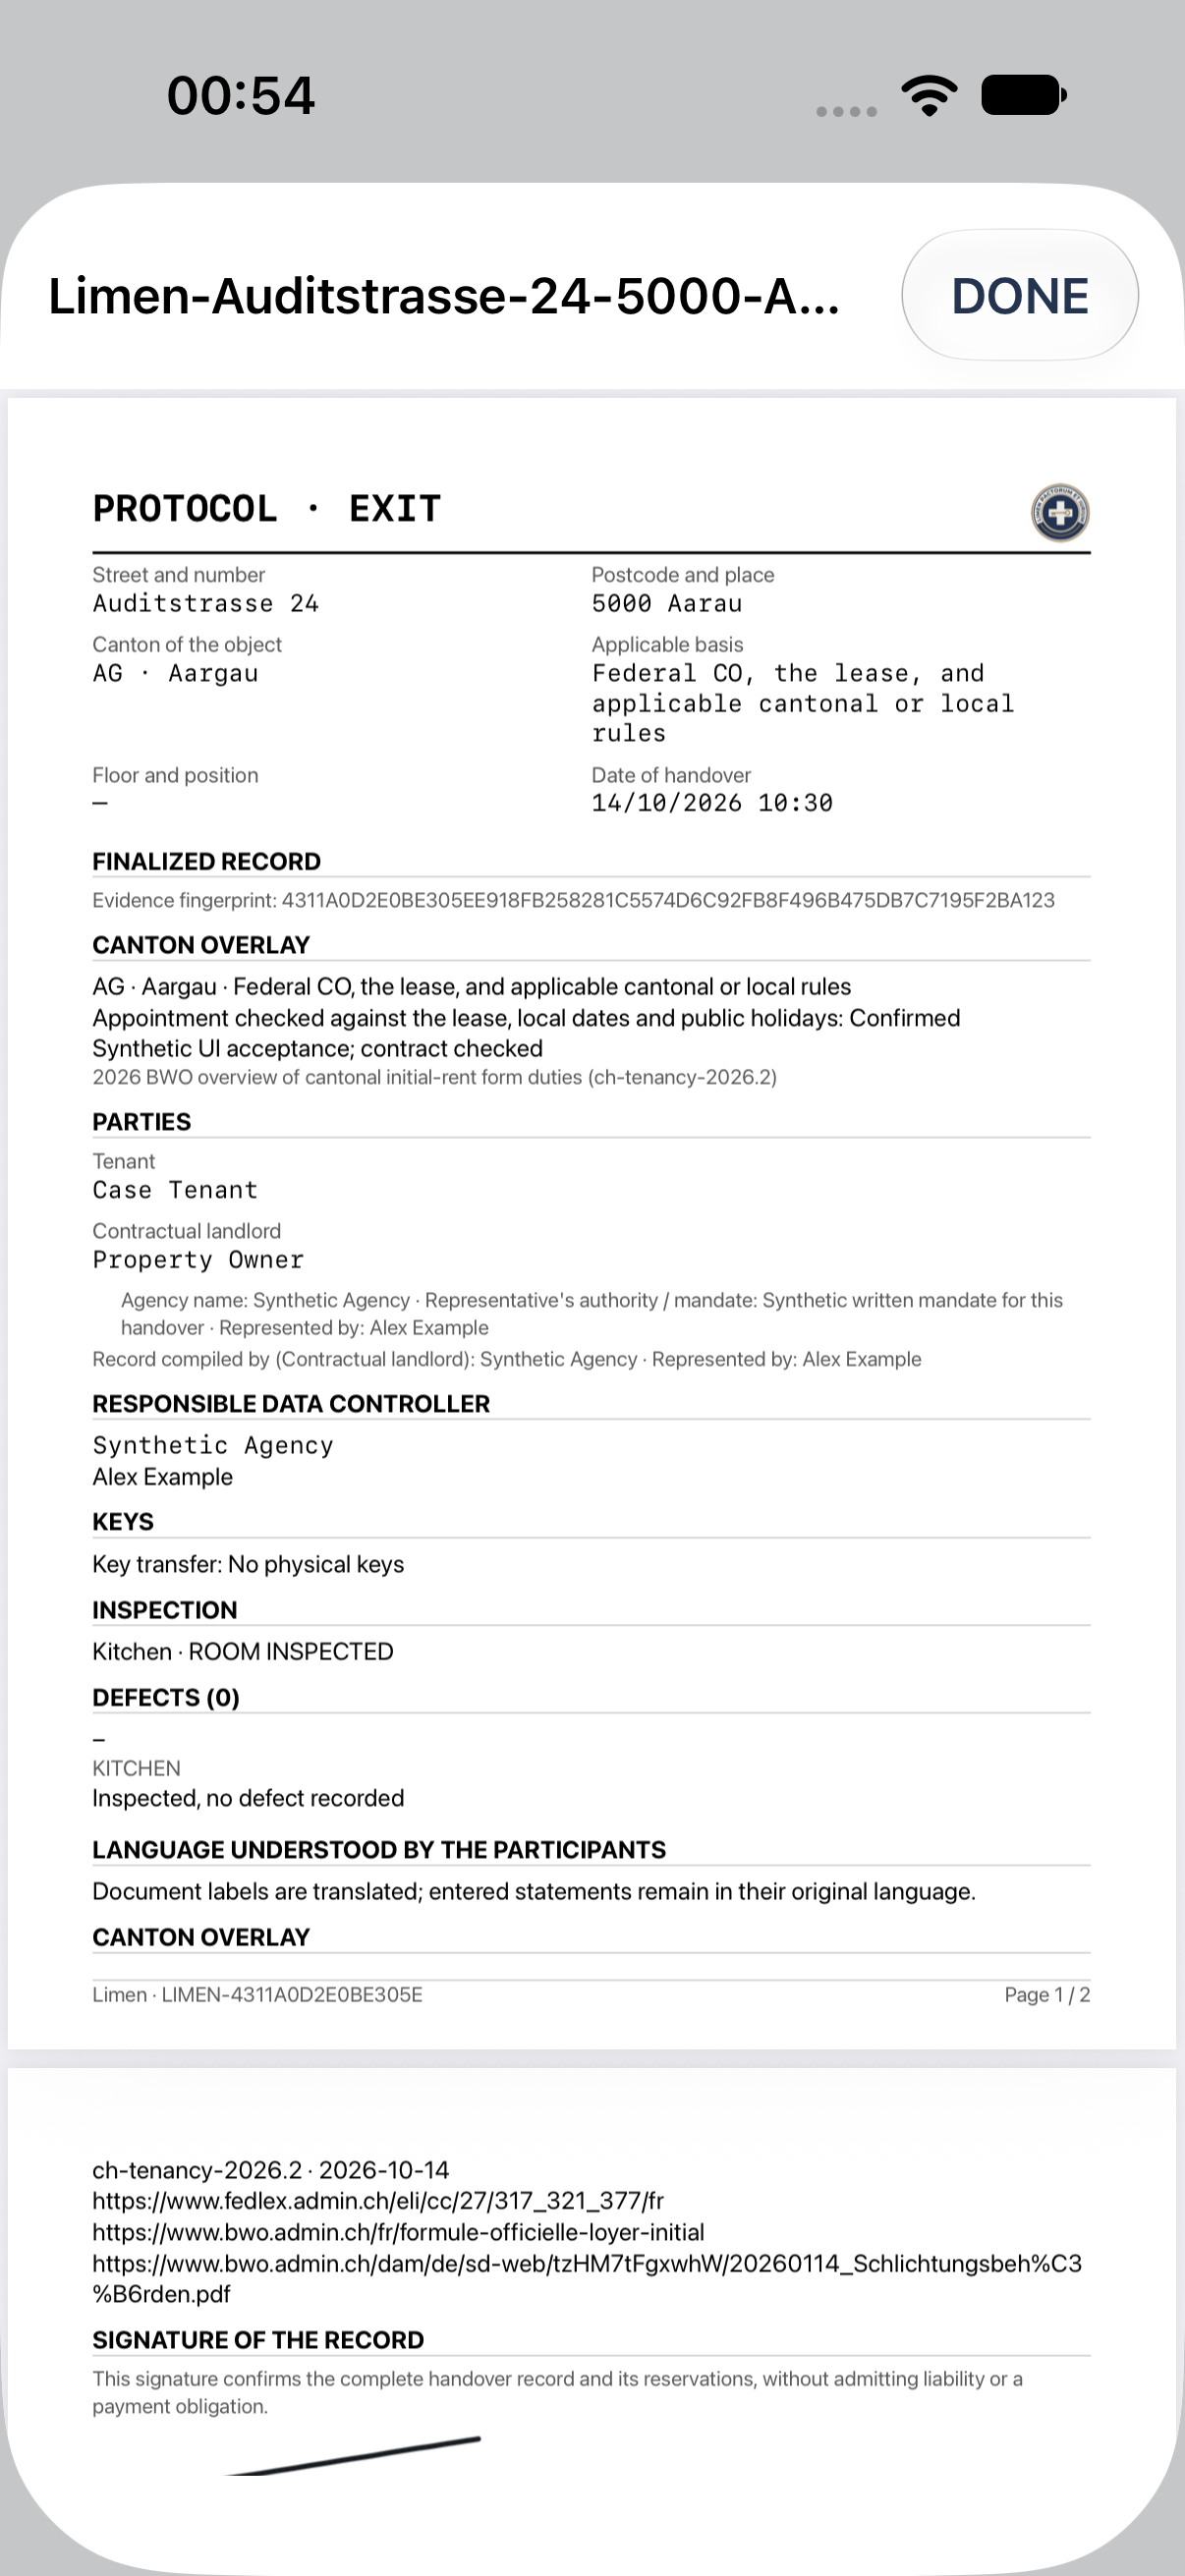 00:54
Limen-Auditstrasse-24-5000-A...
DONE
PROTOCOL · EXIT
Street and number
Auditstrasse 24
Postcode and place
5000 Aarau
Canton of the object
AG · Aargau
Applicable basis
Federal CO, the lease, and
applicable cantonal or local
rules
Floor and position
—
Date of handover
14/10/2026 10:30
FINALIZED RECORD
Evidence fingerprint: 4311A0D2E0BE305EE918FB258281C5574D6C92FB8F496B475DB7C7195F2BA123
CANTON OVERLAY
AG · Aargau · Federal CO, the lease, and applicable cantonal or local rules
Appointment checked against the lease, local dates and public holidays: Confirmed
Synthetic UI acceptance; contract checked
2026 BWO overview of cantonal initial-rent form duties (ch-tenancy-2026.2)
PARTIES
Tenant
Case Tenant
Contractual landlord
Property Owner
Agency name: Synthetic Agency · Representative's authority / mandate: Synthetic written mandate for this
handover · Represented by: Alex Example
Record compiled by (Contractual landlord): Synthetic Agency · Represented by: Alex Example
RESPONSIBLE DATA CONTROLLER
Synthetic Agency
Alex Example
KEYS
Key transfer: No physical keys
INSPECTION
Kitchen · ROOM INSPECTED
DEFECTS (0)
–
KITCHEN
Inspected, no defect recorded
LANGUAGE UNDERSTOOD BY THE PARTICIPANTS
Document labels are translated; entered statements remain in their original language.
CANTON OVERLAY
Limen · LIMEN-4311A0D2E0BE305E
Page 1 / 2
ch-tenancy-2026.2 · 2026-10-14
https://www.fedlex.admin.ch/eli/cc/27/317_321_377/fr
https://www.bwo.admin.ch/fr/formule-officielle-loyer-initial
https://www.bwo.admin.ch/dam/de/sd-web/tzHM7tFgxwhW/20260114_Schlichtungsbeh%C3
%B6rden.pdf
SIGNATURE OF THE RECORD
This signature confirms the complete handover record and its reservations, without admitting liability or a
payment obligation.